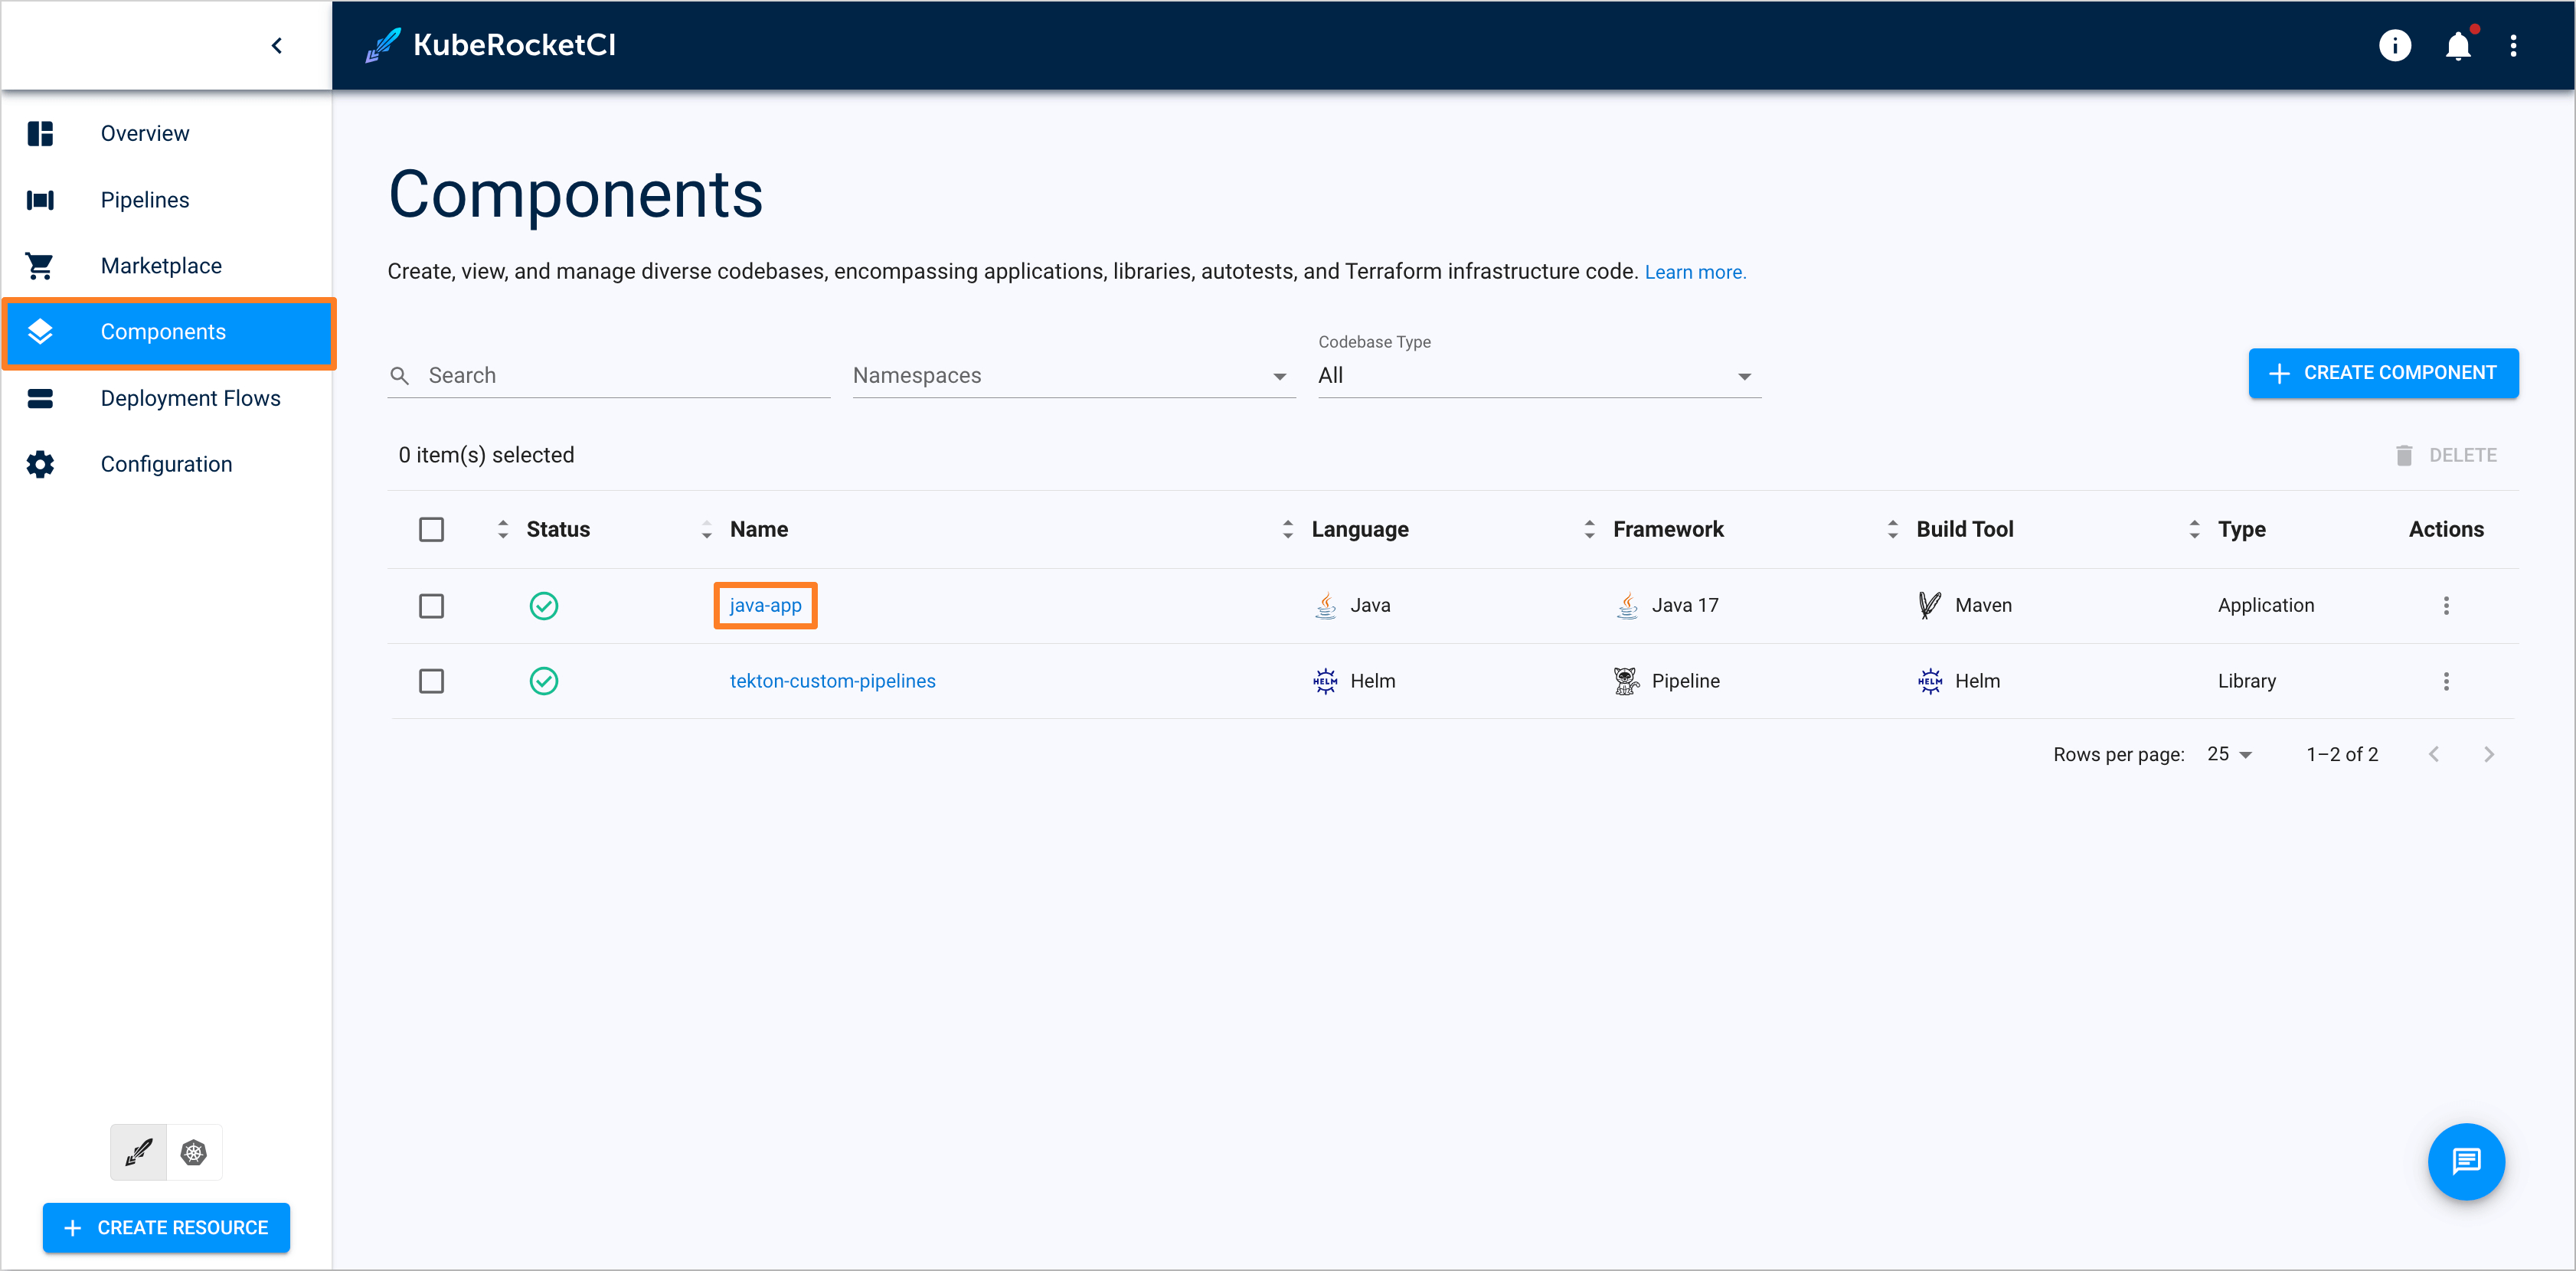 KubeRocketCI
Overview
Pipelines
Marketplace
Components
Deployment Flows
Configuration
CREATE RESOURCE
Components
Create, view, and manage diverse codebases, encompassing applications, libraries, autotests, and Terraform infrastructure code. Learn more.
Search
Namespaces
Codebase Type
All
CREATE COMPONENT
0 item(s) selected
DELETE
Status Name Language Framework Build Tool Type Actions
java-app Java Java 17 Maven Application
tekton-custom-pipelines HELM Helm Pipeline HELM Helm Library
Rows per page: 25 1–2 of 2